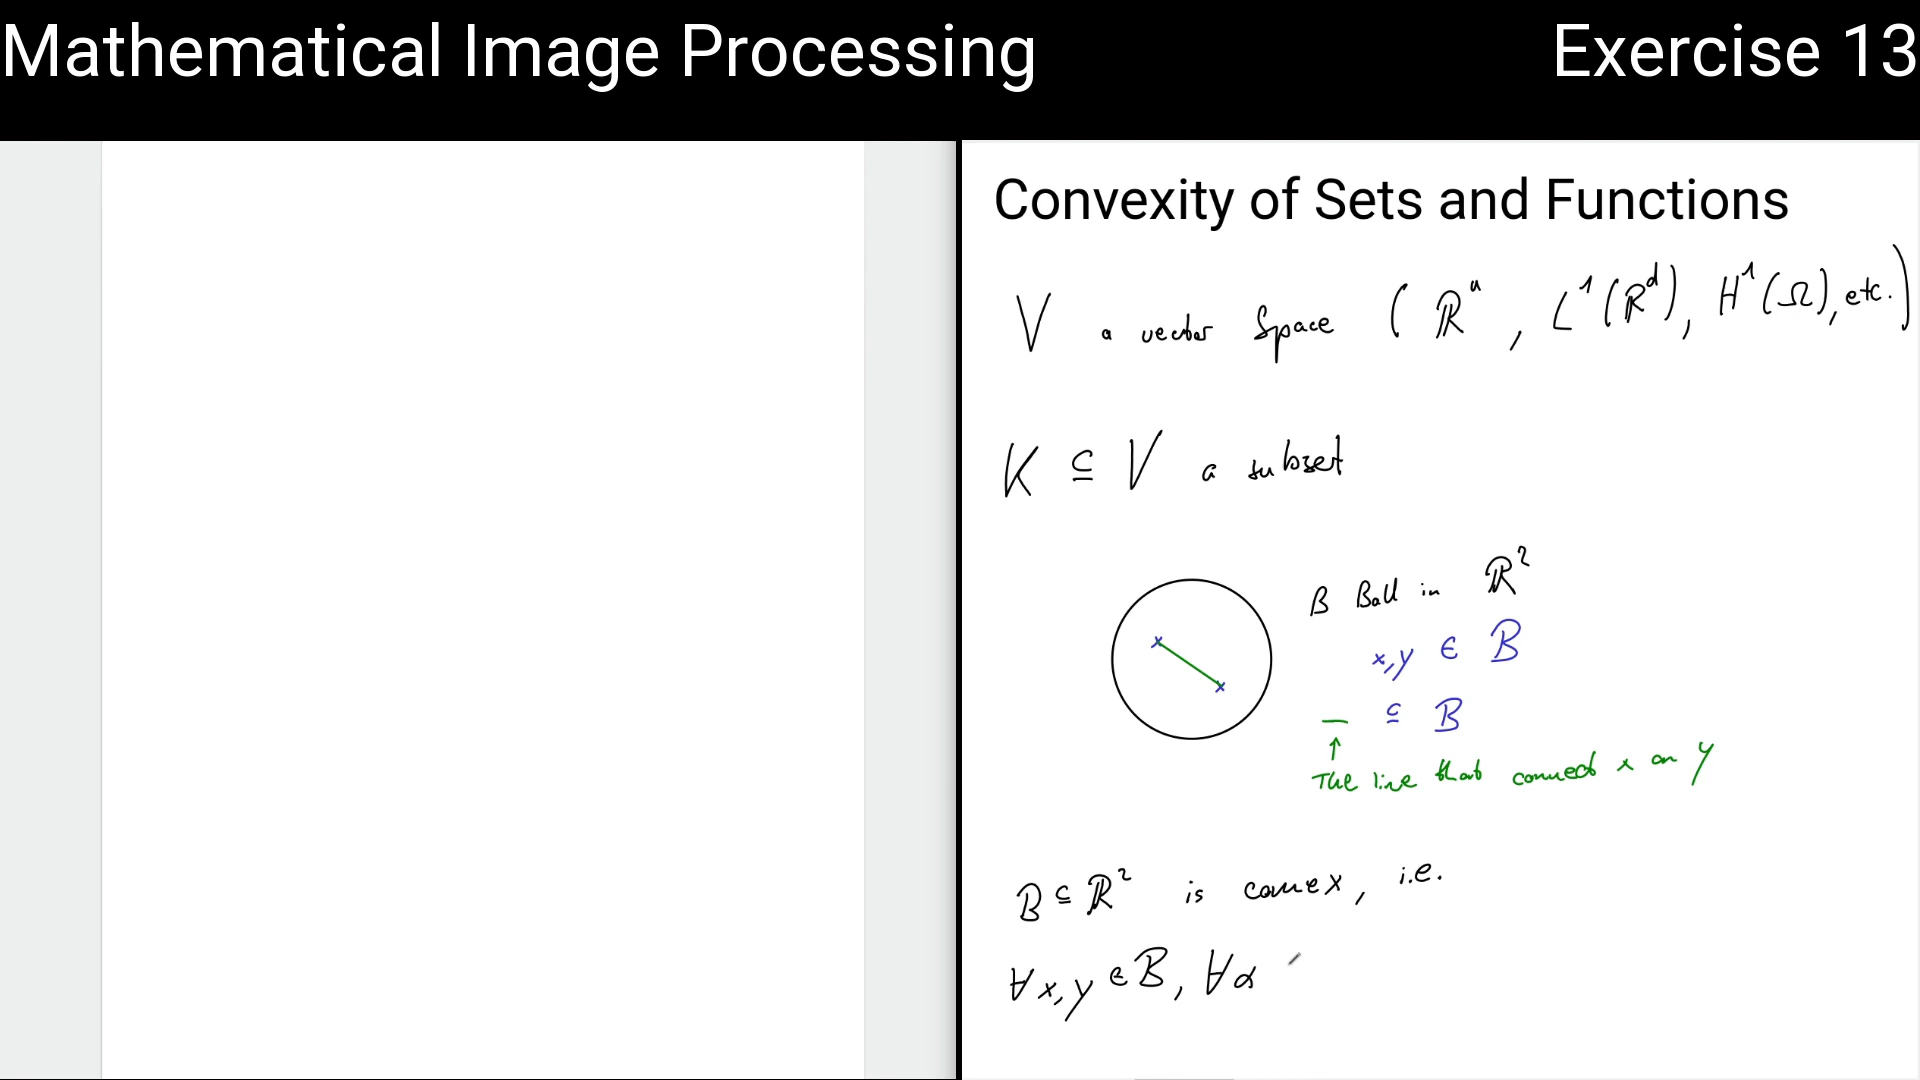 Mathematical Image Processing Exercise 13
Convexity of Sets and Functions
V a vector Space ( ℝⁿ , L¹(ℝᵈ), H¹(Ω), etc.)
K ⊆ V a subset
B Ball in ℝ²
x,y ∈ B
— ⊆ B
↑
The line that connect x on y
B ⊆ ℝ² is convex, i.e.
∀ x,y ∈ B, ∀ α